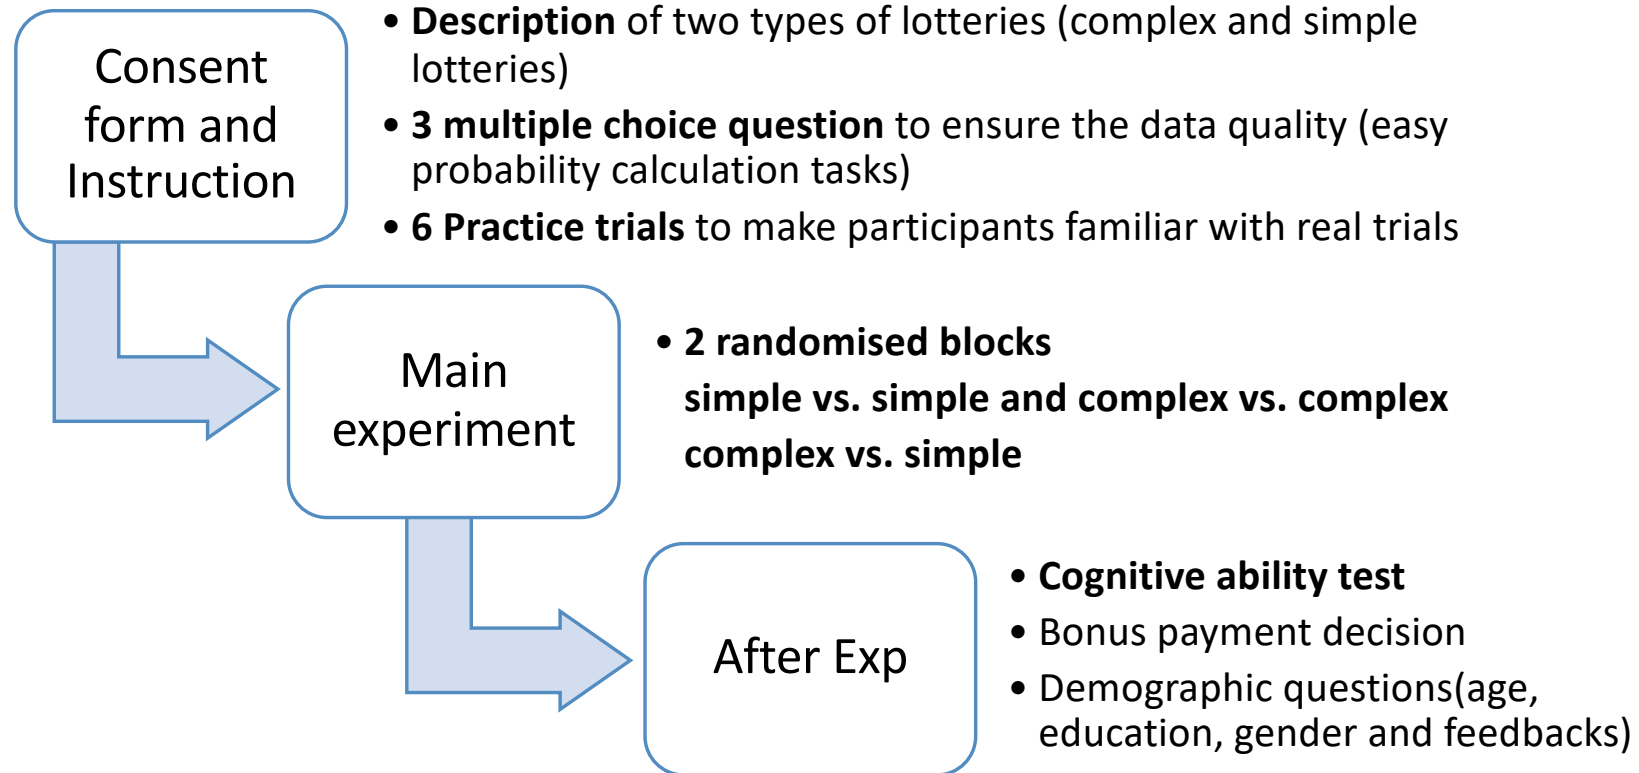 Consent
form and
Instruction
• Description of two types of lotteries (complex and simple
lotteries)
• 3 multiple choice question to ensure the data quality (easy
probability calculation tasks)
• 6 Practice trials to make participants familiar with real trials
Main
experiment
• 2 randomised blocks
simple vs. simple and complex vs. complex
complex vs. simple
After Exp
• Cognitive ability test
• Bonus payment decision
• Demographic questions(age,
education, gender and feedbacks)